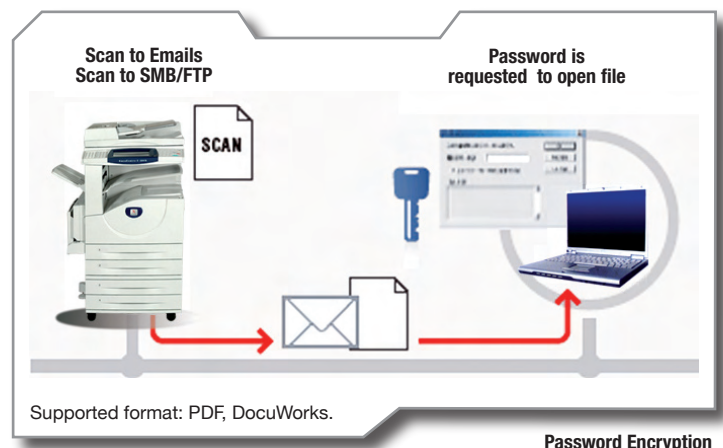 Scan to Emails
Scan to SMB/FTP
Password is
requested to open file
SCAN
Supported format: PDF, DocuWorks.
Password Encryption